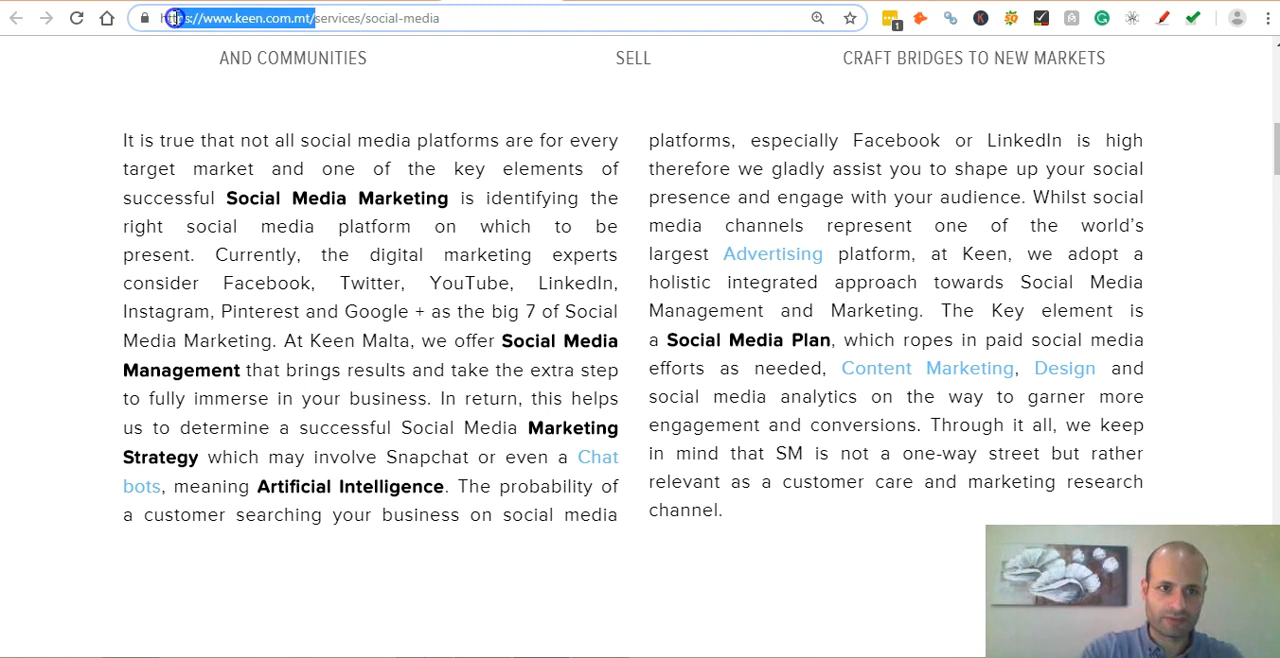 https://www.keen.com.mt/services/social-media
1
AND COMMUNITIES
SELL
CRAFT BRIDGES TO NEW MARKETS
It is true that not all social media platforms are for every
target market and one of the key elements of
successful Social Media Marketing is identifying the
right social media platform on which to be
present. Currently, the digital marketing experts
consider Facebook, Twitter, YouTube, LinkedIn,
Instagram, Pinterest and Google + as the big 7 of Social
Media Marketing. At Keen Malta, we offer Social Media
Management that brings results and take the extra step
to fully immerse in your business. In return, this helps
us to determine a successful Social Media Marketing
Strategy which may involve Snapchat or even a Chat
bots, meaning Artificial Intelligence. The probability of
a customer searching your business on social media
platforms, especially Facebook or LinkedIn is high
therefore we gladly assist you to shape up your social
presence and engage with your audience. Whilst social
media channels represent one of the world’s
largest Advertising platform, at Keen, we adopt a
holistic integrated approach towards Social Media
Management and Marketing. The Key element is
a Social Media Plan, which ropes in paid social media
efforts as needed, Content Marketing, Design and
social media analytics on the way to garner more
engagement and conversions. Through it all, we keep
in mind that SM is not a one-way street but rather
relevant as a customer care and marketing research
channel.